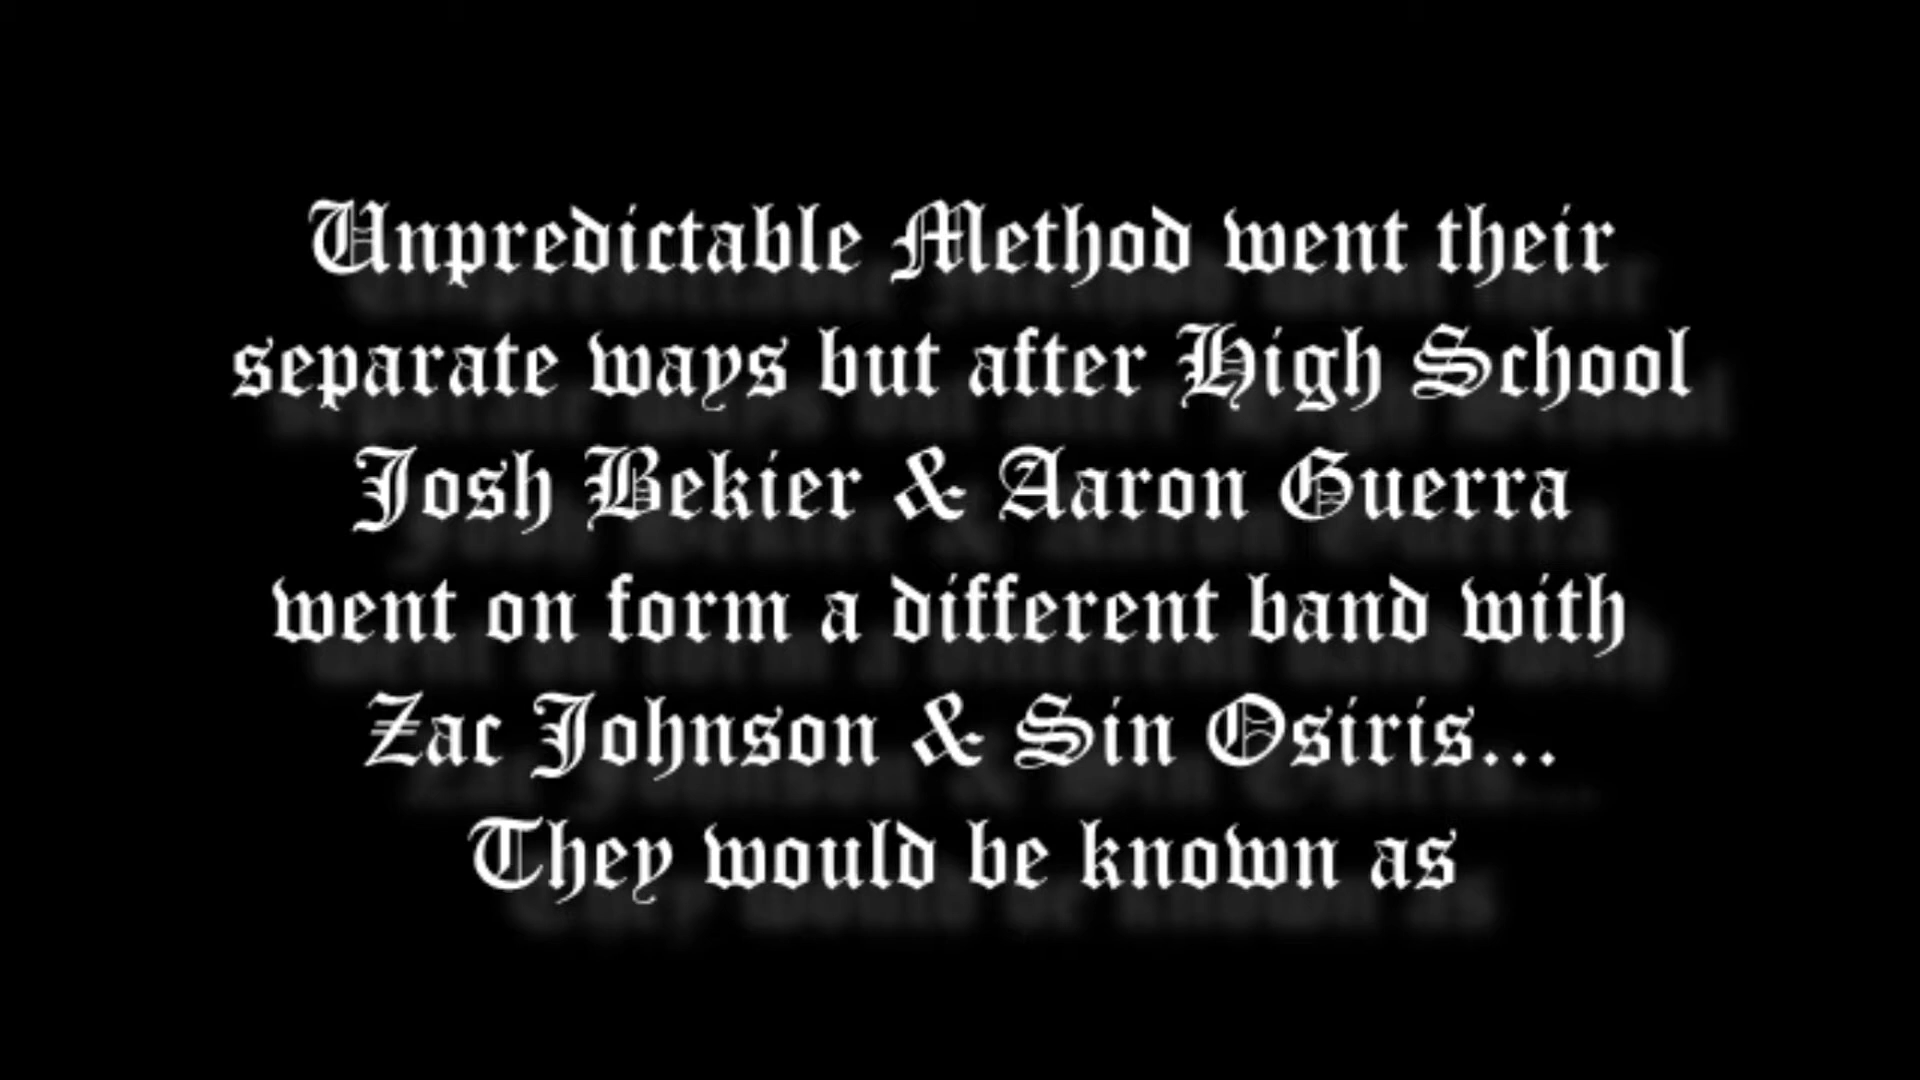 Unpredictable Method went their
separate ways but after High School
Josh Bekier & Aaron Guerra
went on form a different band with
Zac Johnson & Sin Osiris...
They would be known as